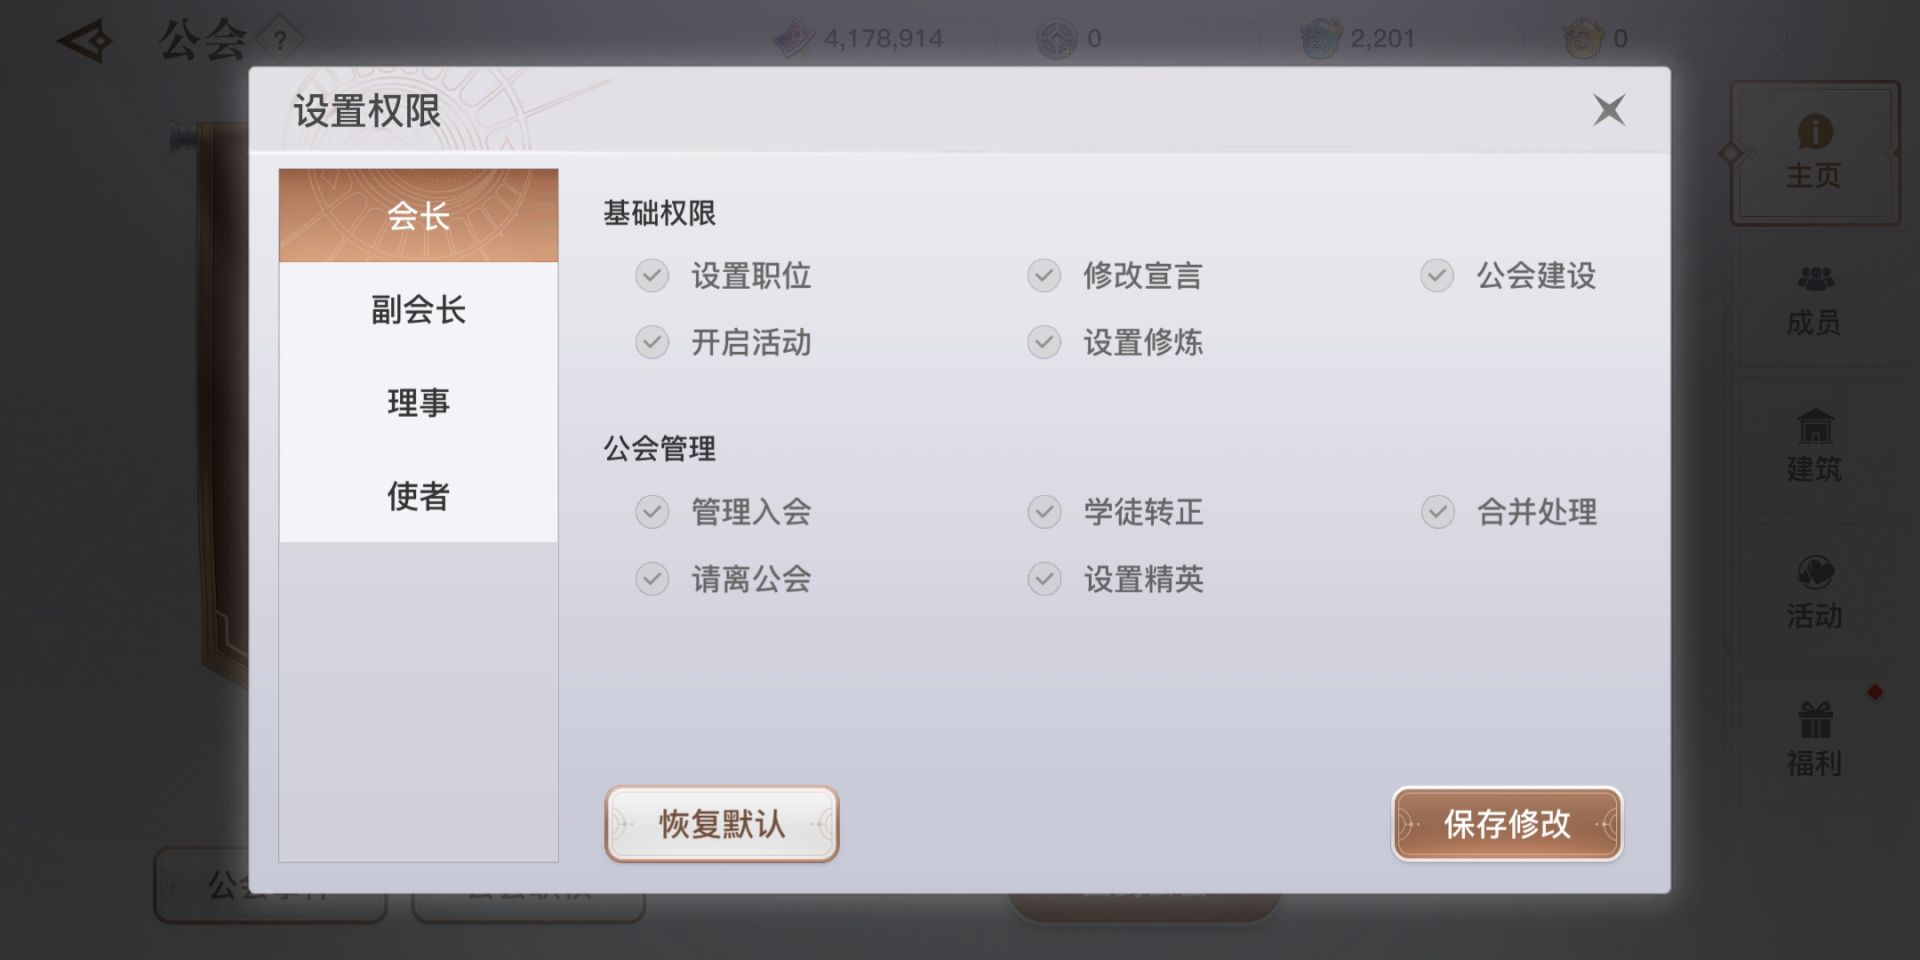 公会 ?
4,178,914
0
2,201
0
设置权限
会长
副会长
理事
使者
基础权限
设置职位
修改宣言
公会建设
开启活动
设置修炼
公会管理
管理入会
学徒转正
合并处理
请离公会
设置精英
恢复默认
保存修改
主页
成员
建筑
活动
福利